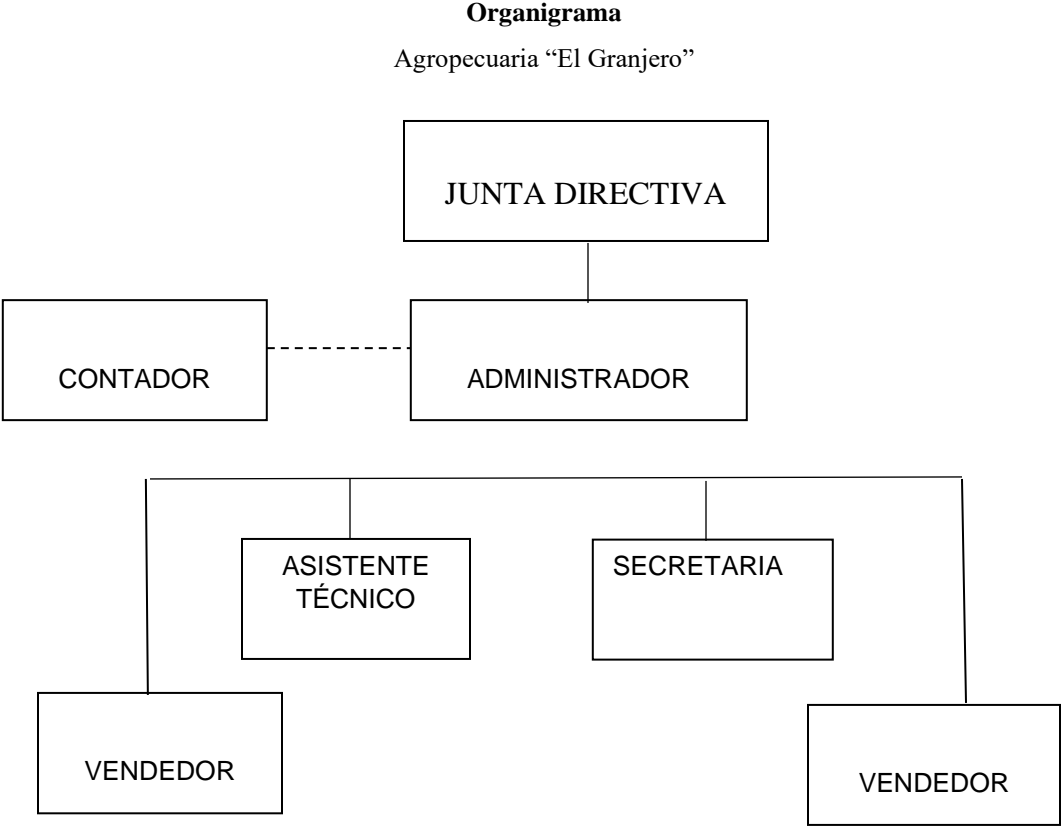 Organigrama
Agropecuaria “El Granjero”
JUNTA DIRECTIVA
CONTADOR
ADMINISTRADOR
ASISTENTE
TÉCNICO
SECRETARIA
VENDEDOR
VENDEDOR